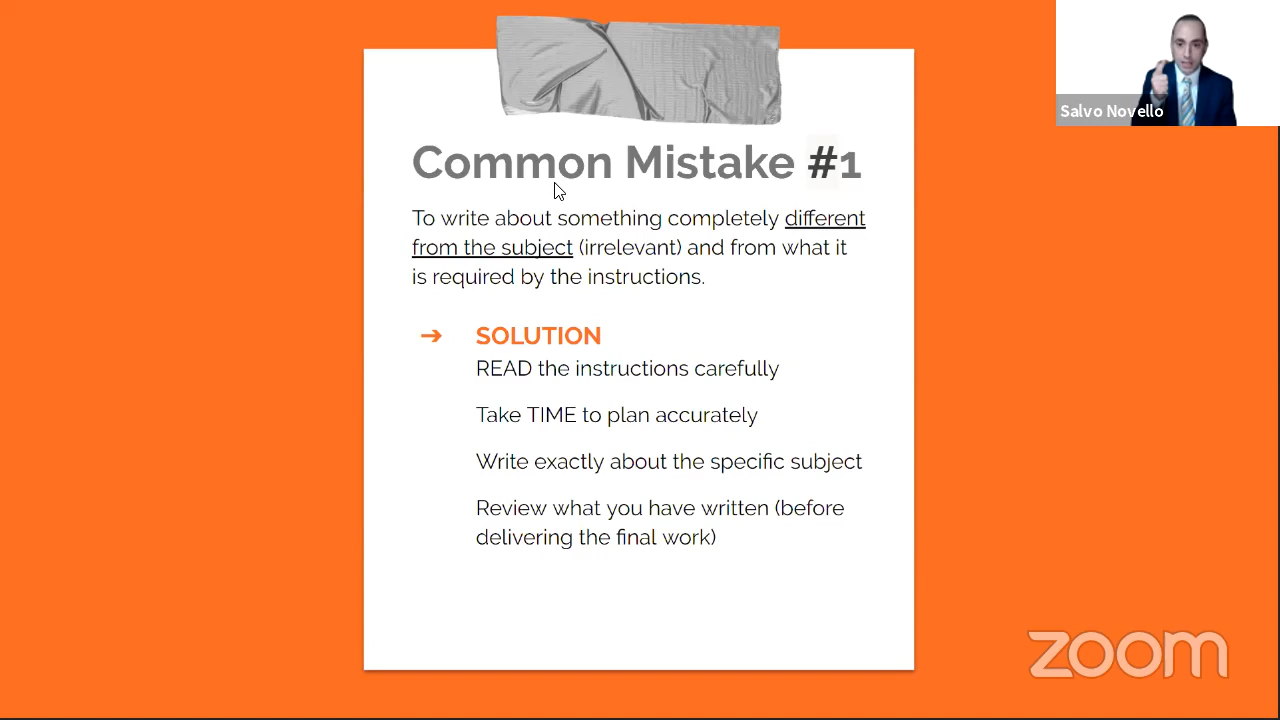 Salvo Novello
Common Mistake #1
To write about something completely different
from the subject (irrelevant) and from what it
is required by the instructions.
➔ SOLUTION
READ the instructions carefully
Take TIME to plan accurately
Write exactly about the specific subject
Review what you have written (before
delivering the final work)
zoom